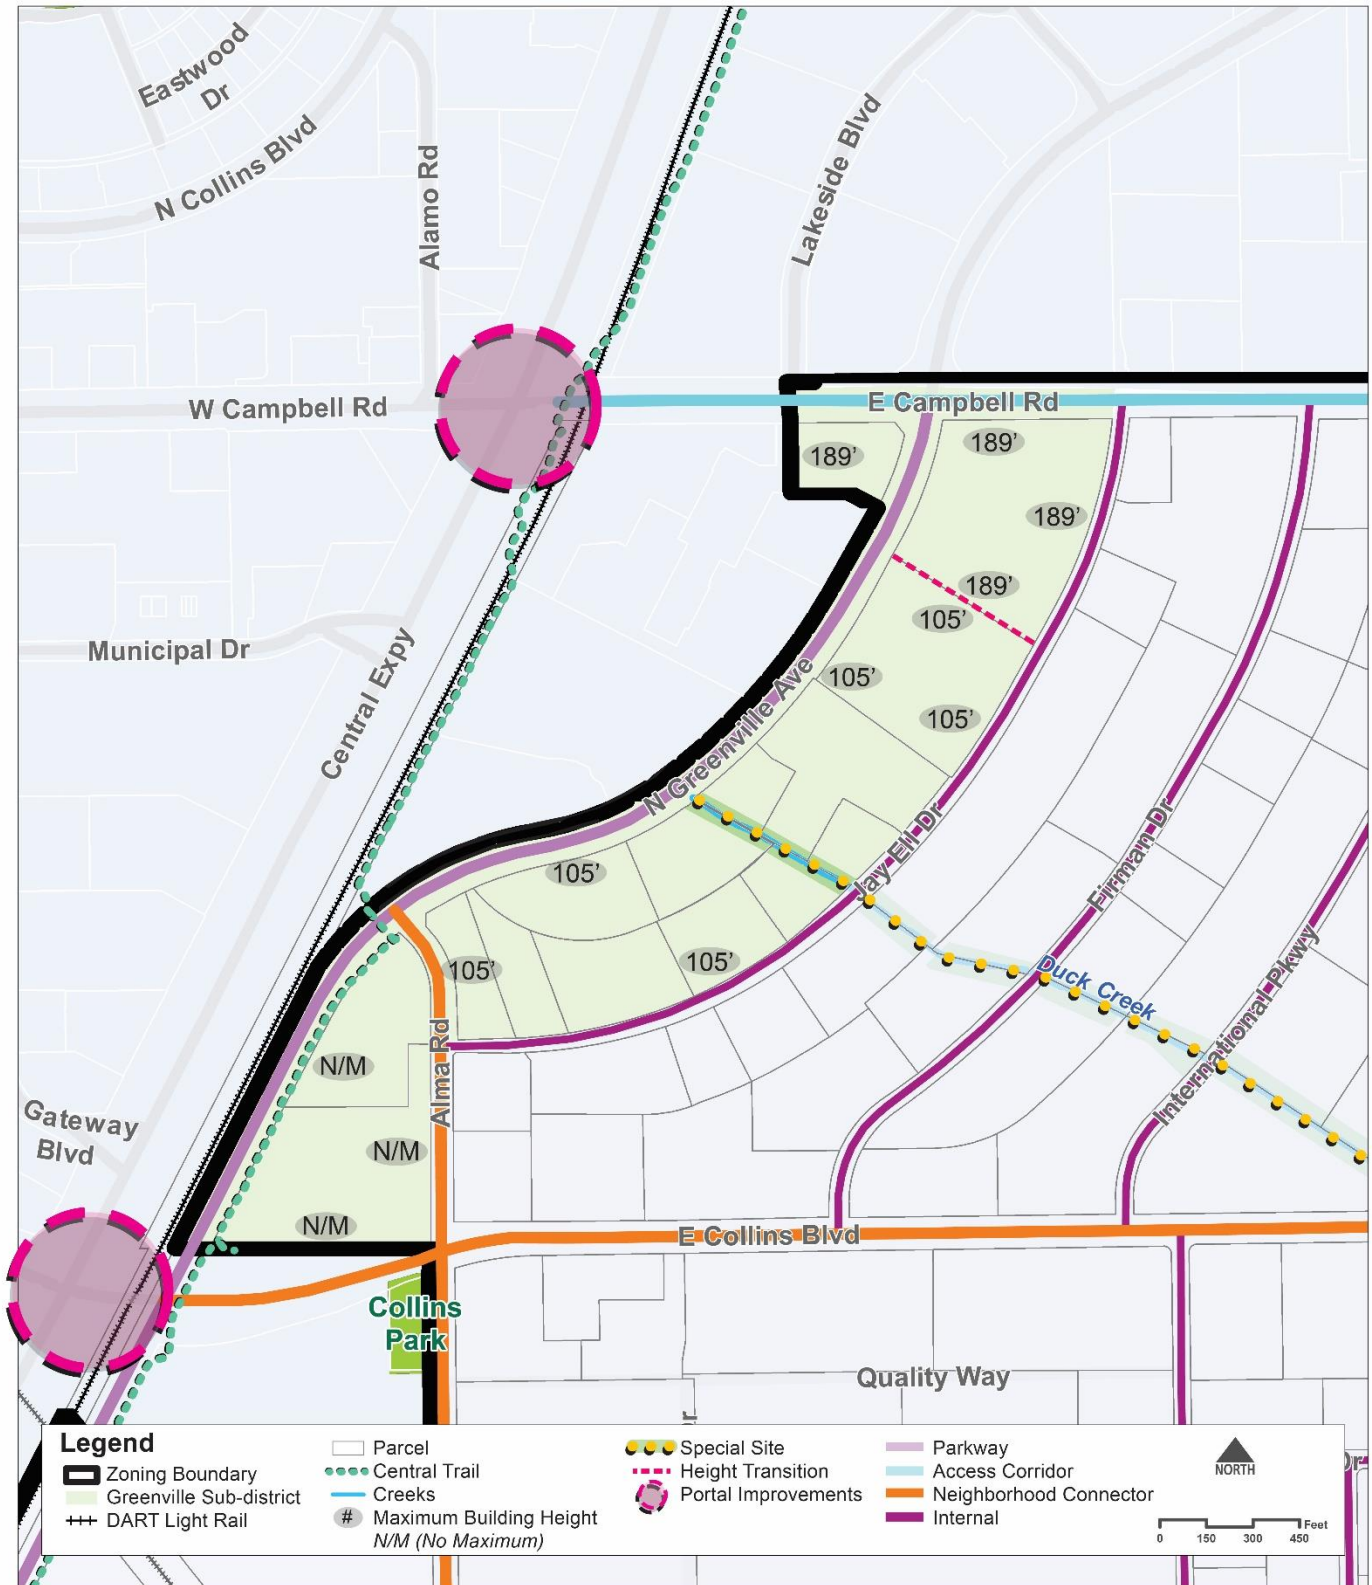 Eastwood
Dr
N Collins Blvd
Alamo Rd
Lakeside Blvd
W Campbell Rd
E Campbell Rd
189'
189'
189'
189'
105'
Municipal Dr
Central Expy
105'
105'
N Greenville Ave
Jay Ell Dr
Firman Dr
105'
105'
105'
Duck Creek
International Pkwy
Alma Rd
N/M
Gateway
Blvd
N/M
N/M
E Collins Blvd
Collins
Park
Quality Way
Legend
Zoning Boundary
Greenville Sub-district
DART Light Rail
Parcel
Central Trail
Creeks
# Maximum Building Height
N/M (No Maximum)
Special Site
Height Transition
Portal Improvements
Parkway
Access Corridor
Neighborhood Connector
Internal
NORTH
Feet
0 150 300 450